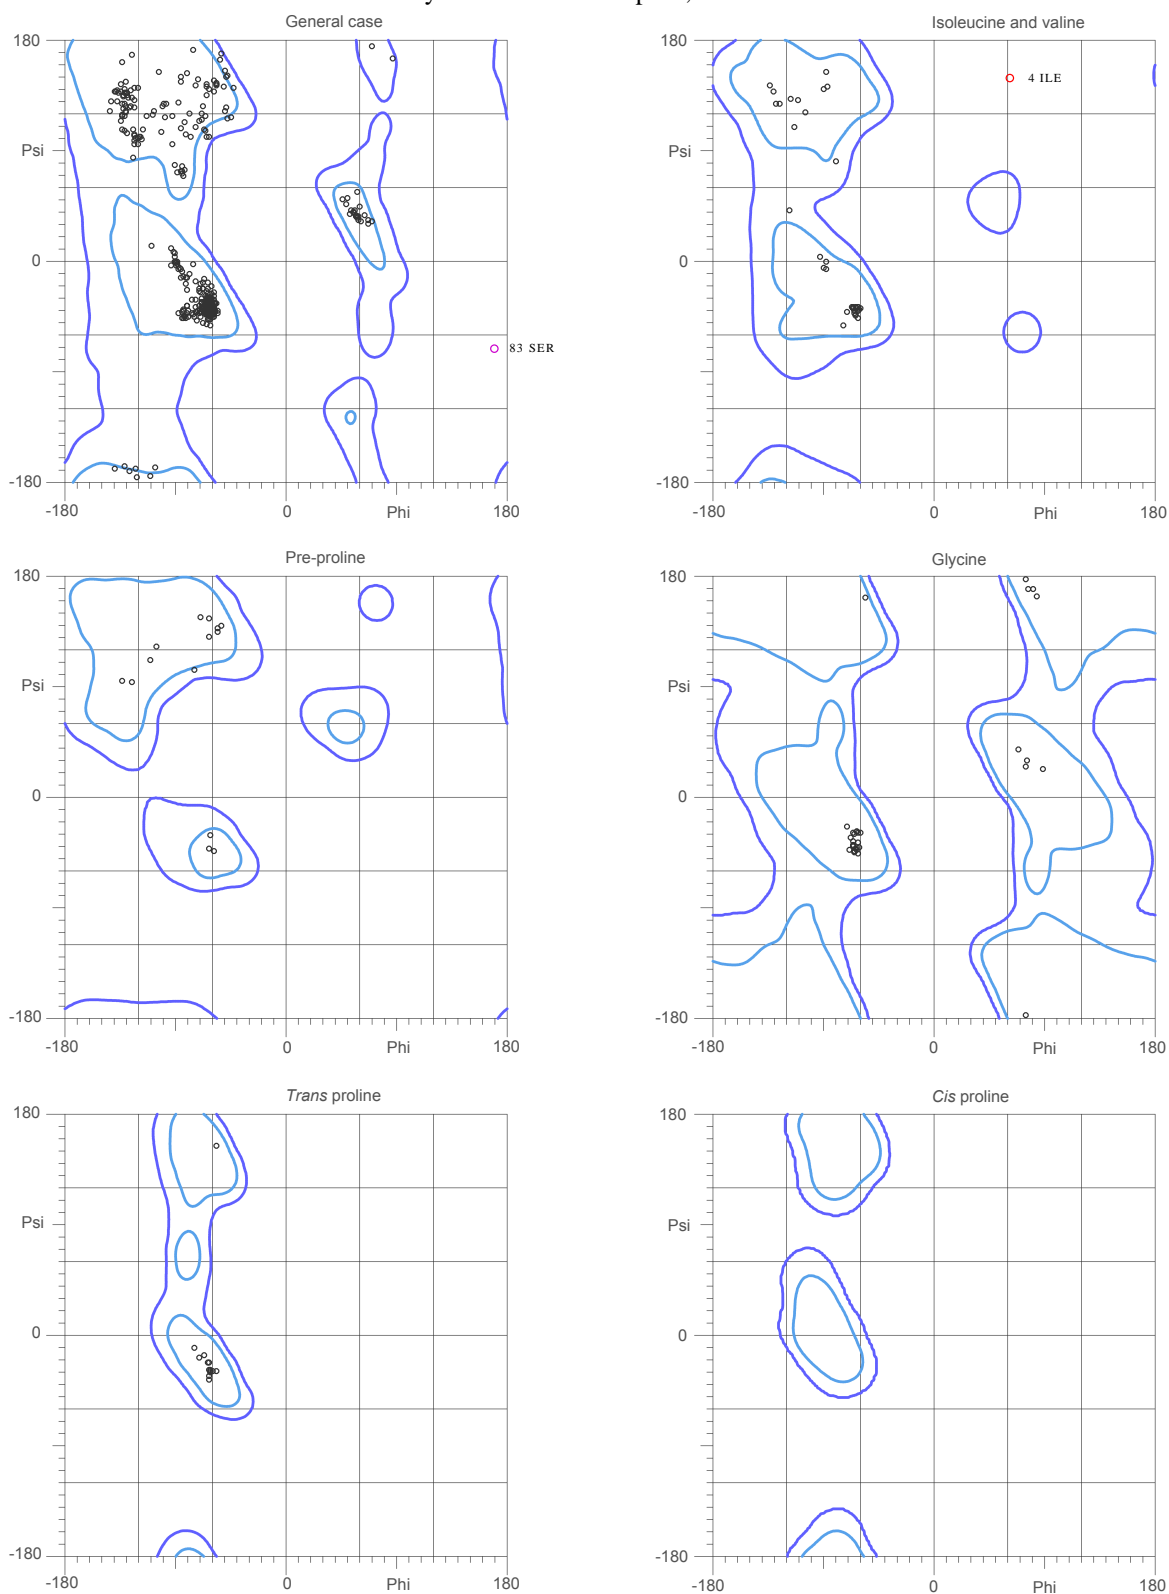 General case
180
Psi
0
-180
-180
0
Phi
180
83 SER
Isoleucine and valine
180
Psi
0
-180
-180
0
Phi
180
4 ILE
Pre-proline
180
Psi
0
-180
-180
0
Phi
180
Glycine
180
Psi
0
-180
-180
0
Phi
180
Trans proline
180
Psi
0
-180
-180
0
Phi
180
Cis proline
180
Psi
0
-180
-180
0
Phi
180